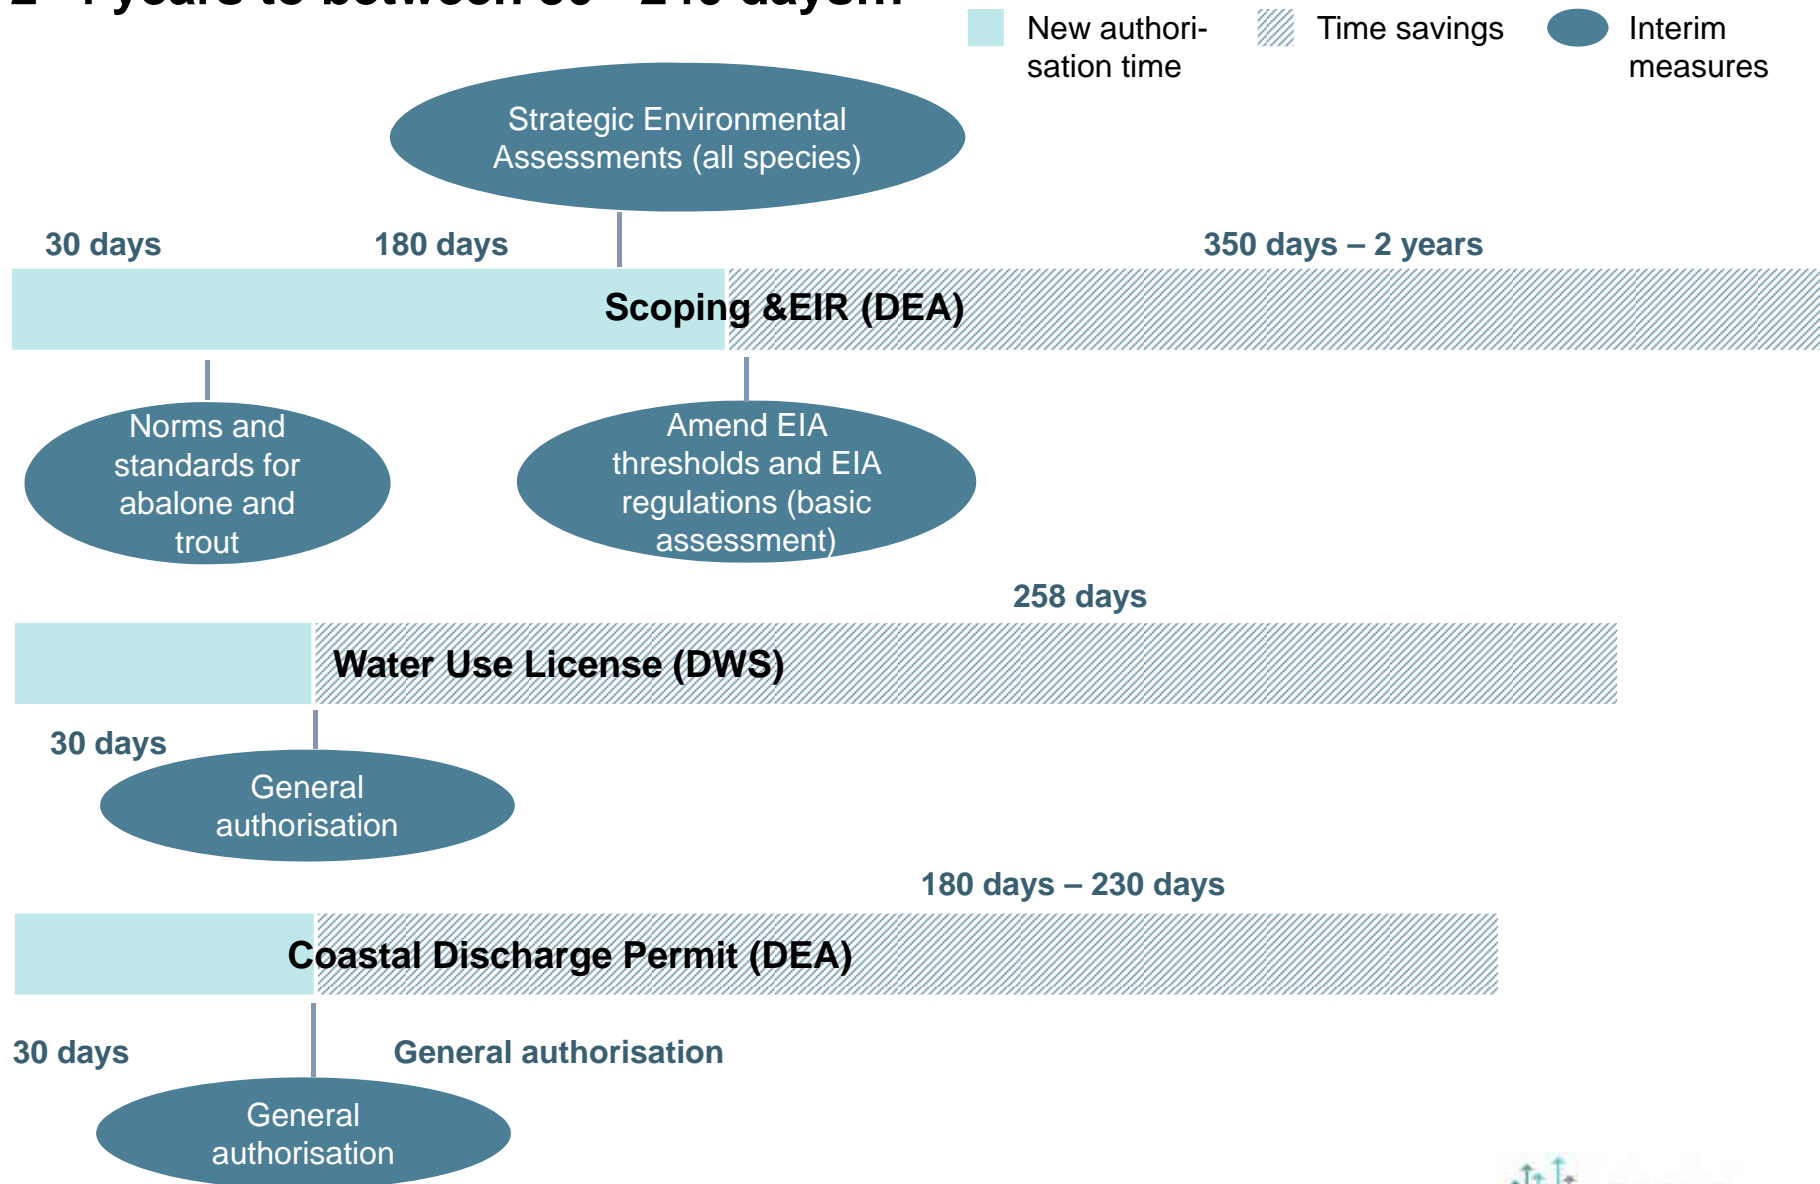 New authori-
sation time
Time savings
Interim
measures
Strategic Environmental
Assessments (all species)
30 days
180 days
350 days – 2 years
Scoping &EIR (DEA)
Norms and
standards for
abalone and
trout
Amend EIA
thresholds and EIA
regulations (basic
assessment)
258 days
Water Use License (DWS)
30 days
General
authorisation
180 days – 230 days
Coastal Discharge Permit (DEA)
30 days
General authorisation
General
authorisation